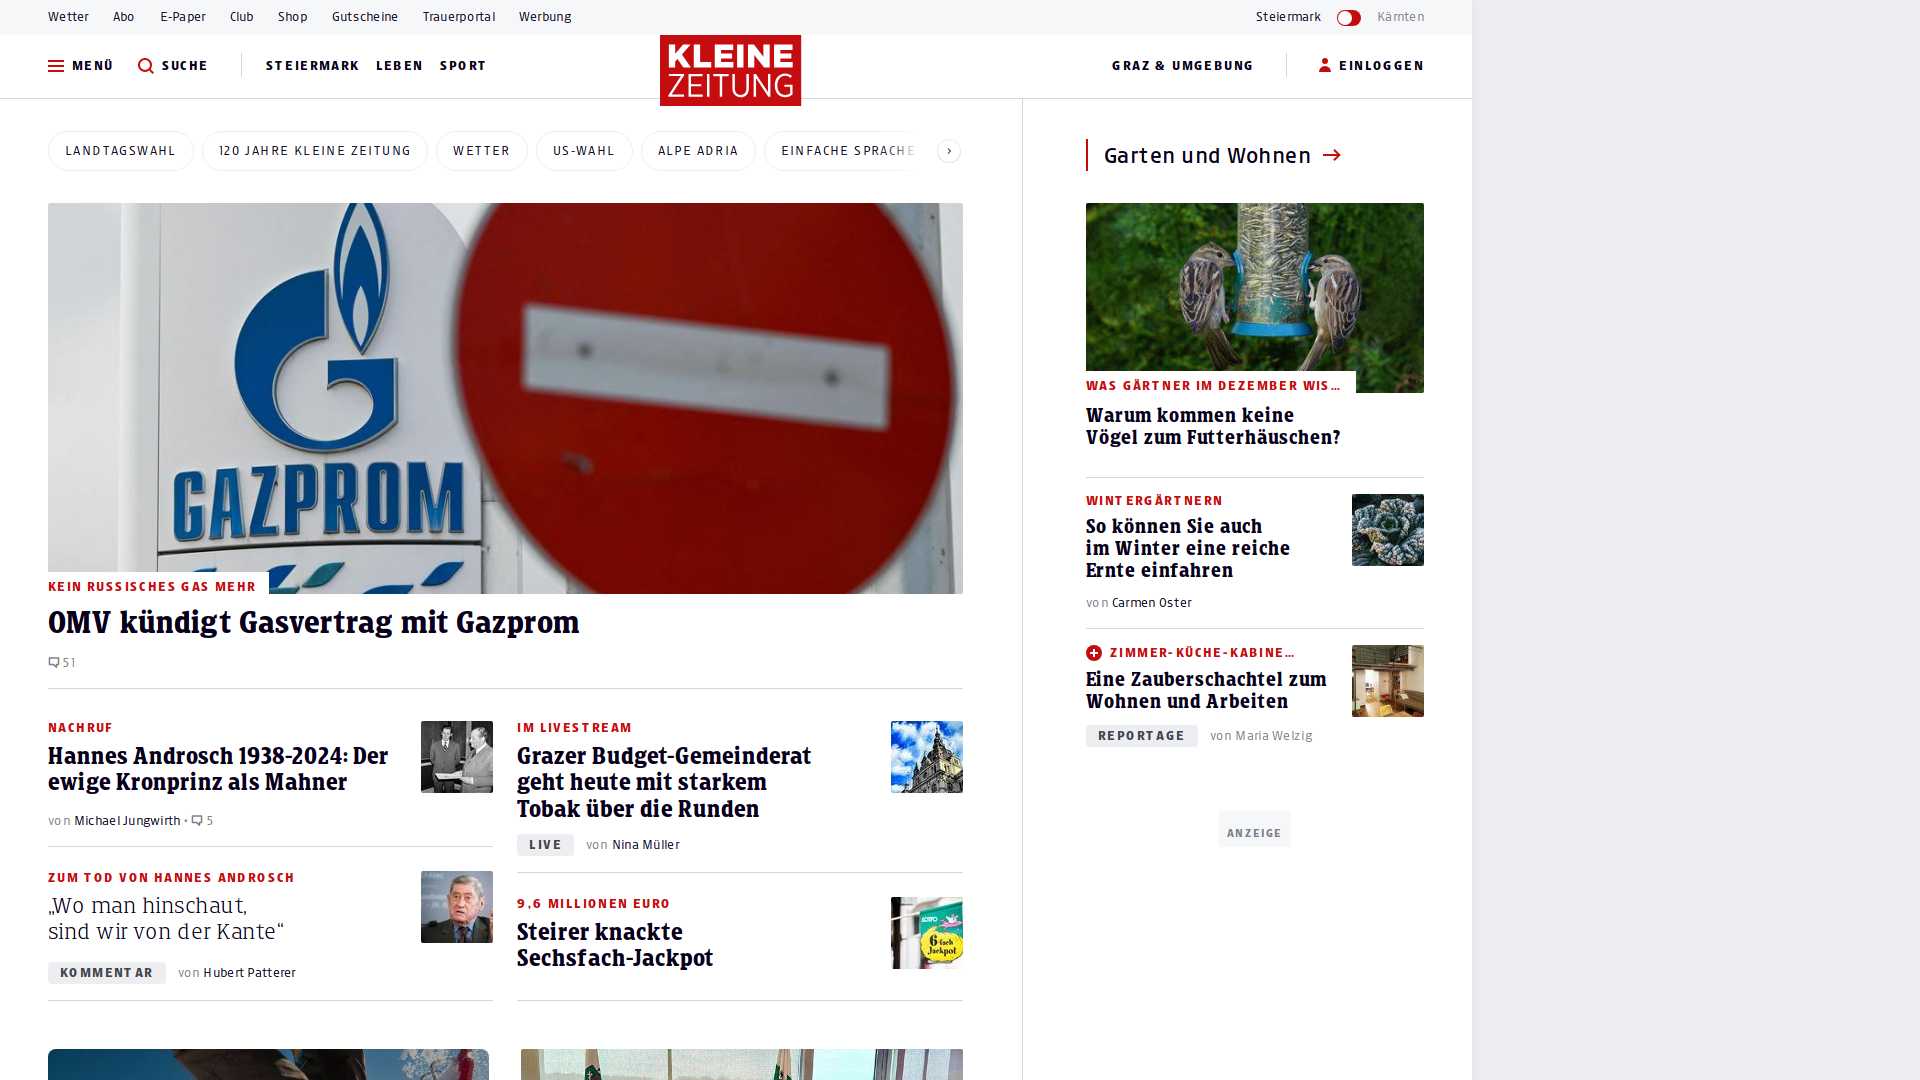 Wetter Abo E-Paper Club Shop Gutscheine Trauerportal Werbung Steiermark Kärnten
MENÜ SUCHE STEIERMARK LEBEN SPORT KLEINE ZEITUNG GRAZ & UMGEBUNG EINLOGGEN
LANDTAGSWAHL 120 JAHRE KLEINE ZEITUNG WETTER US-WAHL ALPE ADRIA EINFACHE SPRACHE
GAZPROM
KEIN RUSSISCHES GAS MEHR
OMV kündigt Gasvertrag mit Gazprom
51
NACHRUF
Hannes Androsch 1938-2024: Der
ewige Kronprinz als Mahner
von Michael Jungwirth • 5
ZUM TOD VON HANNES ANDROSCH
„Wo man hinschaut,
sind wir von der Kante“
KOMMENTAR von Hubert Patterer
IM LIVESTREAM
Grazer Budget-Gemeinderat
geht heute mit starkem
Tobak über die Runden
LIVE von Nina Müller
9,6 MILLIONEN EURO
Steirer knackte
Sechsfach-Jackpot
LOTTO
6-fach
Jackpot
Garten und Wohnen
WAS GÄRTNER IM DEZEMBER WIS…
Warum kommen keine
Vögel zum Futterhäuschen?
WINTERGÄRTNERN
So können Sie auch
im Winter eine reiche
Ernte einfahren
von Carmen Oster
ZIMMER-KÜCHE-KABINE…
Eine Zauberschachtel zum
Wohnen und Arbeiten
REPORTAGE von Maria Welzig
ANZEIGE